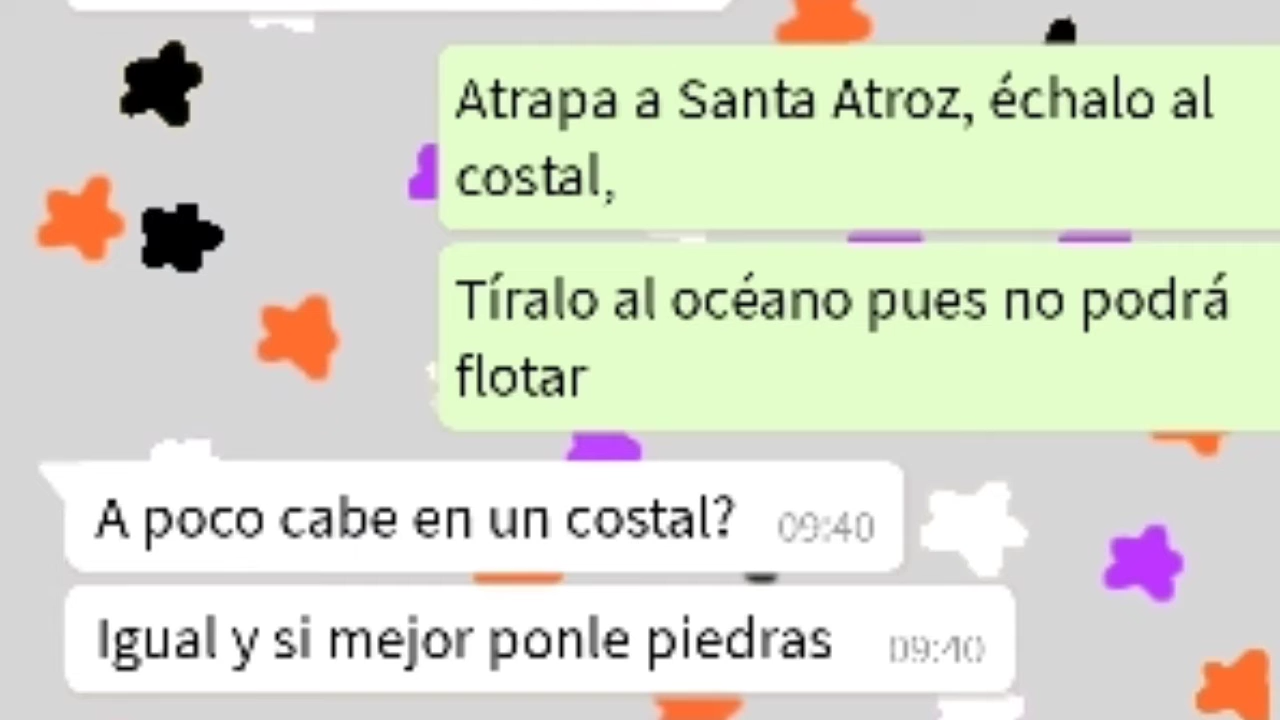 Atrapa a Santa Atroz, échalo al
costal,
Tíralo al océano pues no podrá
flotar
A poco cabe en un costal? 09:40
Igual y si mejor ponle piedras 09:40